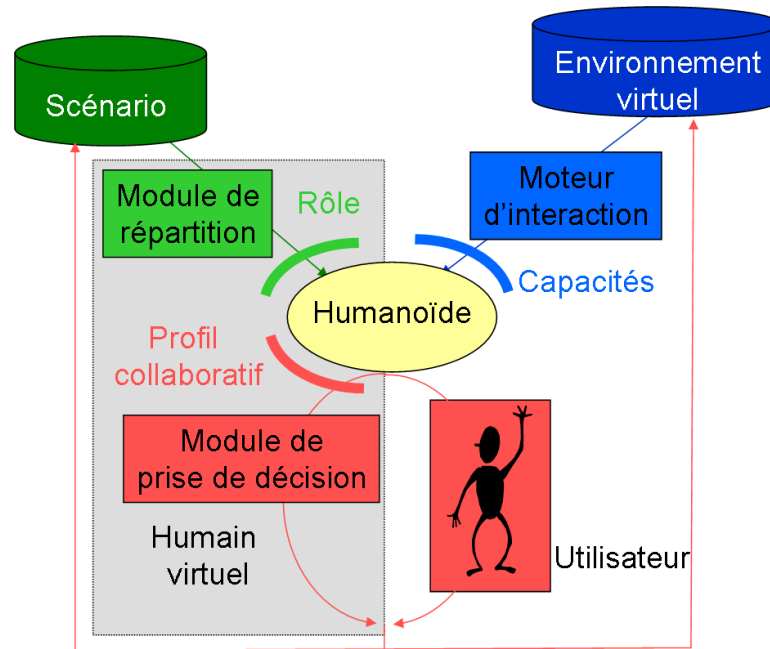 Scénario
Environnement
virtuel
Module de
répartition
Rôle
Moteur
d'interaction
Capacités
Humanoïde
Profil
collaboratif
Module de
prise de décision
Humain
virtuel
Utilisateur